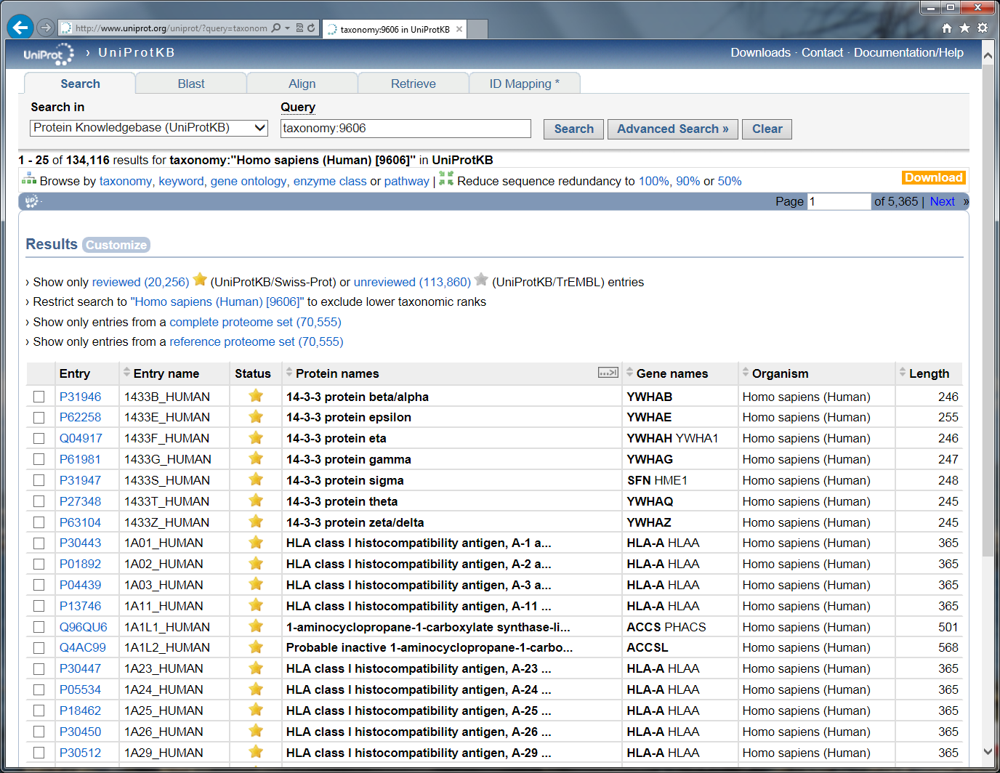 http://www.uniprot.org/uniprot/?query=taxonom
taxonomy:9606 in UniProtKB
UniProt › UniProtKB
Downloads · Contact · Documentation/Help
Search Blast Align Retrieve ID Mapping *
Search in Query
Protein Knowledgebase (UniProtKB) taxonomy:9606 Search Advanced Search » Clear
1 - 25 of 134,116 results for taxonomy:"Homo sapiens (Human) [9606]" in UniProtKB
Browse by taxonomy, keyword, gene ontology, enzyme class or pathway | Reduce sequence redundancy to 100%, 90% or 50% Download
UP Page 1 of 5,365 | Next »
Results Customize
› Show only reviewed (20,256) (UniProtKB/Swiss-Prot) or unreviewed (113,860) (UniProtKB/TrEMBL) entries
› Restrict search to "Homo sapiens (Human) [9606]" to exclude lower taxonomic ranks
› Show only entries from a complete proteome set (70,555)
› Show only entries from a reference proteome set (70,555)
Entry Entry name Status Protein names Gene names Organism Length
P31946 1433B_HUMAN 14-3-3 protein beta/alpha YWHAB Homo sapiens (Human) 246
P62258 1433E_HUMAN 14-3-3 protein epsilon YWHAE Homo sapiens (Human) 255
Q04917 1433F_HUMAN 14-3-3 protein eta YWHAH YWHA1 Homo sapiens (Human) 246
P61981 1433G_HUMAN 14-3-3 protein gamma YWHAG Homo sapiens (Human) 247
P31947 1433S_HUMAN 14-3-3 protein sigma SFN HME1 Homo sapiens (Human) 248
P27348 1433T_HUMAN 14-3-3 protein theta YWHAQ Homo sapiens (Human) 245
P63104 1433Z_HUMAN 14-3-3 protein zeta/delta YWHAZ Homo sapiens (Human) 245
P30443 1A01_HUMAN HLA class I histocompatibility antigen, A-1 a... HLA-A HLAA Homo sapiens (Human) 365
P01892 1A02_HUMAN HLA class I histocompatibility antigen, A-2 a... HLA-A HLAA Homo sapiens (Human) 365
P04439 1A03_HUMAN HLA class I histocompatibility antigen, A-3 a... HLA-A HLAA Homo sapiens (Human) 365
P13746 1A11_HUMAN HLA class I histocompatibility antigen, A-11 ... HLA-A HLAA Homo sapiens (Human) 365
Q96QU6 1A1L1_HUMAN 1-aminocyclopropane-1-carboxylate synthase-li... ACCS PHACS Homo sapiens (Human) 501
Q4AC99 1A1L2_HUMAN Probable inactive 1-aminocyclopropane-1-carbo... ACCSL Homo sapiens (Human) 568
P30447 1A23_HUMAN HLA class I histocompatibility antigen, A-23 ... HLA-A HLAA Homo sapiens (Human) 365
P05534 1A24_HUMAN HLA class I histocompatibility antigen, A-24 ... HLA-A HLAA Homo sapiens (Human) 365
P18462 1A25_HUMAN HLA class I histocompatibility antigen, A-25 ... HLA-A HLAA Homo sapiens (Human) 365
P30450 1A26_HUMAN HLA class I histocompatibility antigen, A-26 ... HLA-A HLAA Homo sapiens (Human) 365
P30512 1A29_HUMAN HLA class I histocompatibility antigen, A-29 ... HLA-A HLAA Homo sapiens (Human) 365